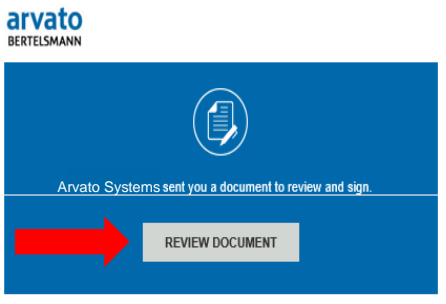 arvato
BERTELSMANN
Arvato Systems sent you a document to review and sign.
REVIEW DOCUMENT